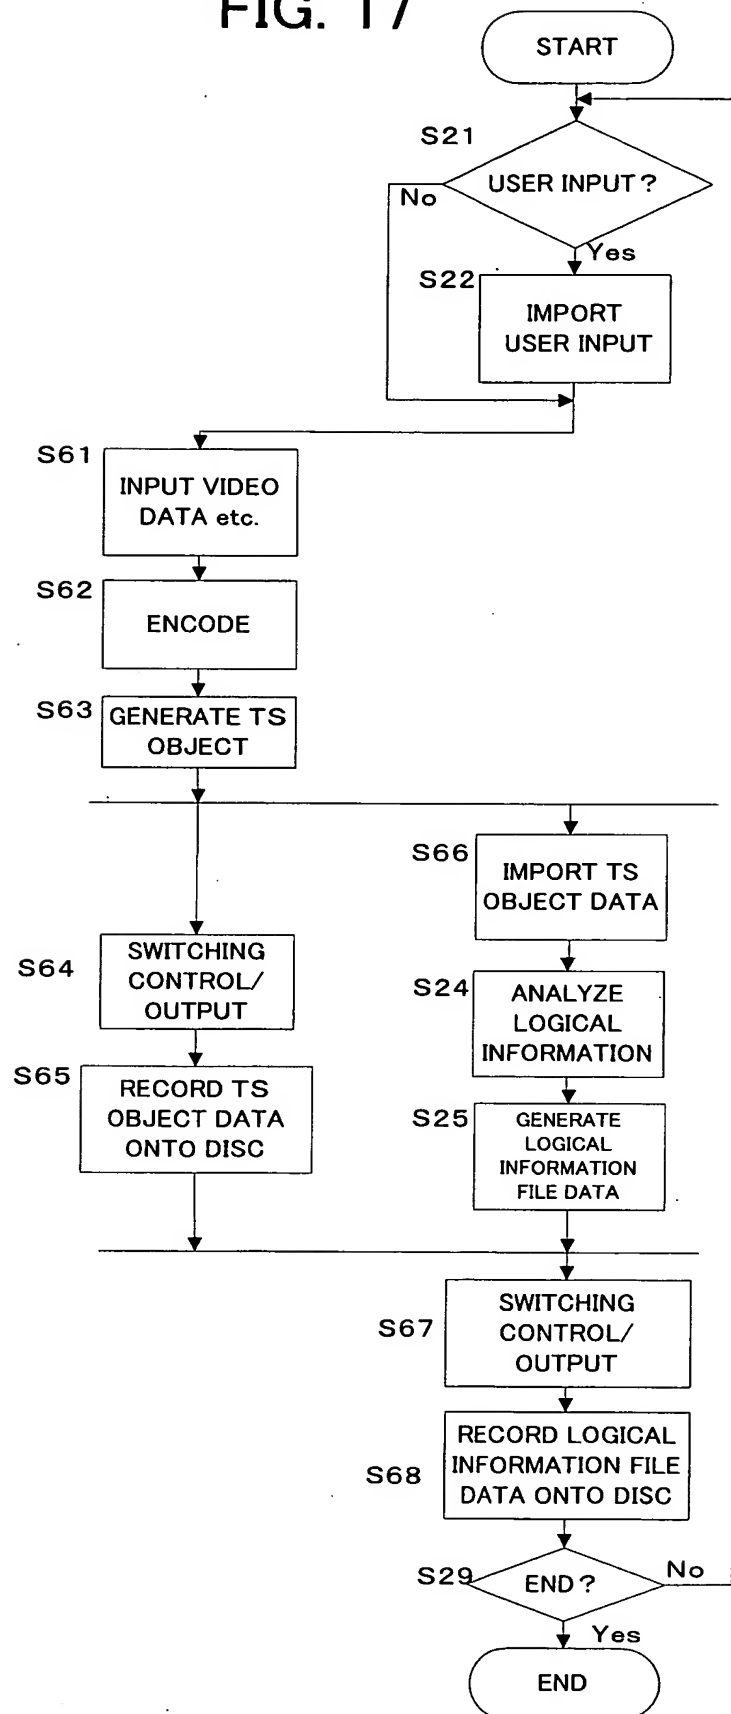 FIG. 17
START
S21
USER INPUT?
No
Yes
S22
IMPORT
USER INPUT
S61
INPUT VIDEO
DATA etc.
S62
ENCODE
S63
GENERATE TS
OBJECT
S66
IMPORT TS
OBJECT DATA
S64
SWITCHING
CONTROL/
OUTPUT
S24
ANALYZE
LOGICAL
INFORMATION
S65
RECORD TS
OBJECT DATA
ONTO DISC
S25
GENERATE
LOGICAL
INFORMATION
FILE DATA
S67
SWITCHING
CONTROL/
OUTPUT
S68
RECORD LOGICAL
INFORMATION FILE
DATA ONTO DISC
S29
END?
No
Yes
END